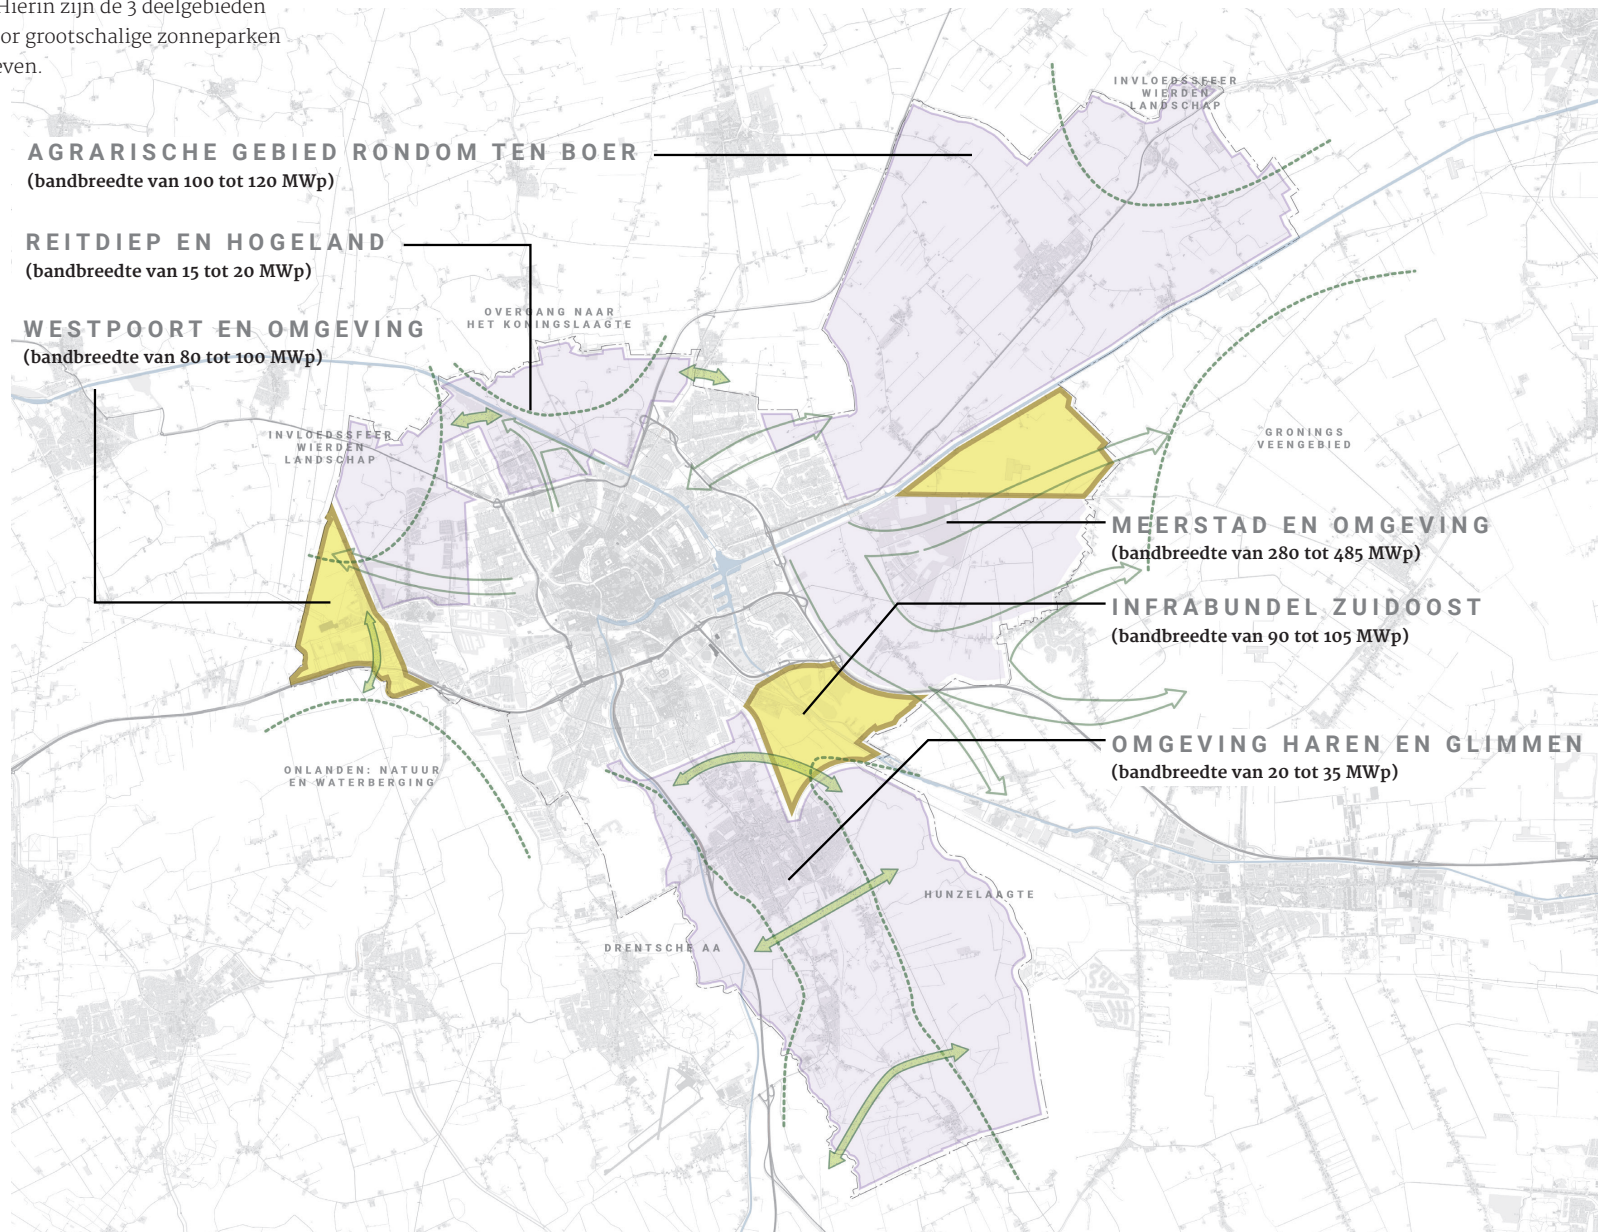 Hierin zijn de 3 deelgebieden
or grootschalige zonneparken
even.
INVLOEDSSFEER
WIERDEN
LANDSCHAP
AGRARISCHE GEBIED RONDOM TEN BOER
(bandbreedte van 100 tot 120 MWp)
REITDIEP EN HOGELAND
(bandbreedte van 15 tot 20 MWp)
OVERGANG NAAR
HET KONINGSLAAGTE
WESTPOORT EN OMGEVING
(bandbreedte van 80 tot 100 MWp)
INVLOEDSSFEER
WIERDEN
LANDSCHAP
GRONINGS
VEENGEBIED
MEERSTAD EN OMGEVING
(bandbreedte van 280 tot 485 MWp)
INFRABUNDEL ZUIDOOST
(bandbreedte van 90 tot 105 MWp)
OMGEVING HAREN EN GLIMMEN
(bandbreedte van 20 tot 35 MWp)
ONLANDEN: NATUUR
EN WATERBERGING
HUNZELAAGTE
DRENTSCHE AA